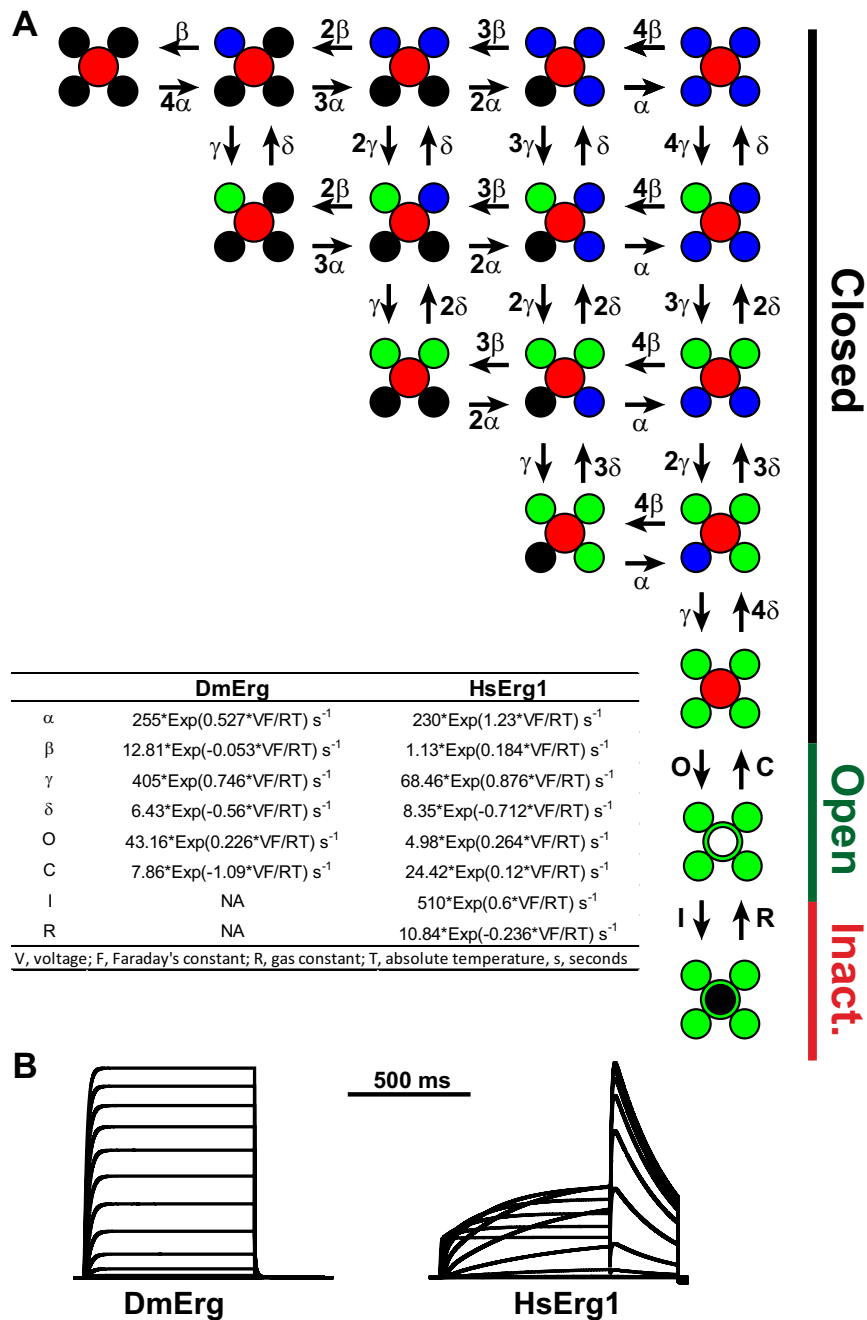 A
β 2β 3β 4β
4α 3α 2α α
γ δ 2γ δ 3γ δ 4γ δ
2β 3β 4β
3α 2α α
γ 2δ 2γ 2δ 3γ 2δ
3β 4β
2α α
γ 3δ 2γ 3δ
4β
α
γ 4δ
O C
I R
Closed
Open
Inact.
DmErg HsErg1
α 255*Exp(0.527*VF/RT) s⁻¹ 230*Exp(1.23*VF/RT) s⁻¹
β 12.81*Exp(-0.053*VF/RT) s⁻¹ 1.13*Exp(0.184*VF/RT) s⁻¹
γ 405*Exp(0.746*VF/RT) s⁻¹ 68.46*Exp(0.876*VF/RT) s⁻¹
δ 6.43*Exp(-0.56*VF/RT) s⁻¹ 8.35*Exp(-0.712*VF/RT) s⁻¹
O 43.16*Exp(0.226*VF/RT) s⁻¹ 4.98*Exp(0.264*VF/RT) s⁻¹
C 7.86*Exp(-1.09*VF/RT) s⁻¹ 24.42*Exp(0.12*VF/RT) s⁻¹
I NA 510*Exp(0.6*VF/RT) s⁻¹
R NA 10.84*Exp(-0.236*VF/RT) s⁻¹
V, voltage; F, Faraday's constant; R, gas constant; T, absolute temperature, s, seconds
B
500 ms
DmErg HsErg1